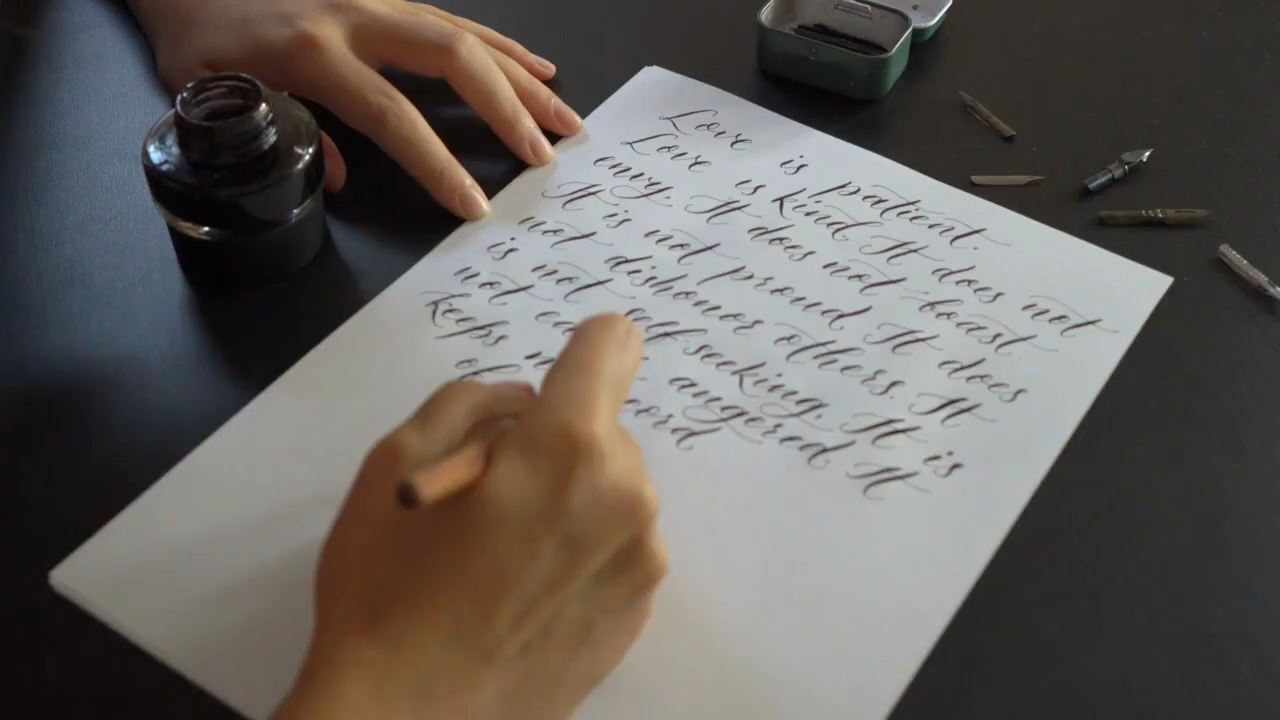 Love is patient.
Love is kind It does not
envy. It does not boast.
It is not proud. It does
not dishonor others. It
is not self seeking. It is
not angered It
keeps
of